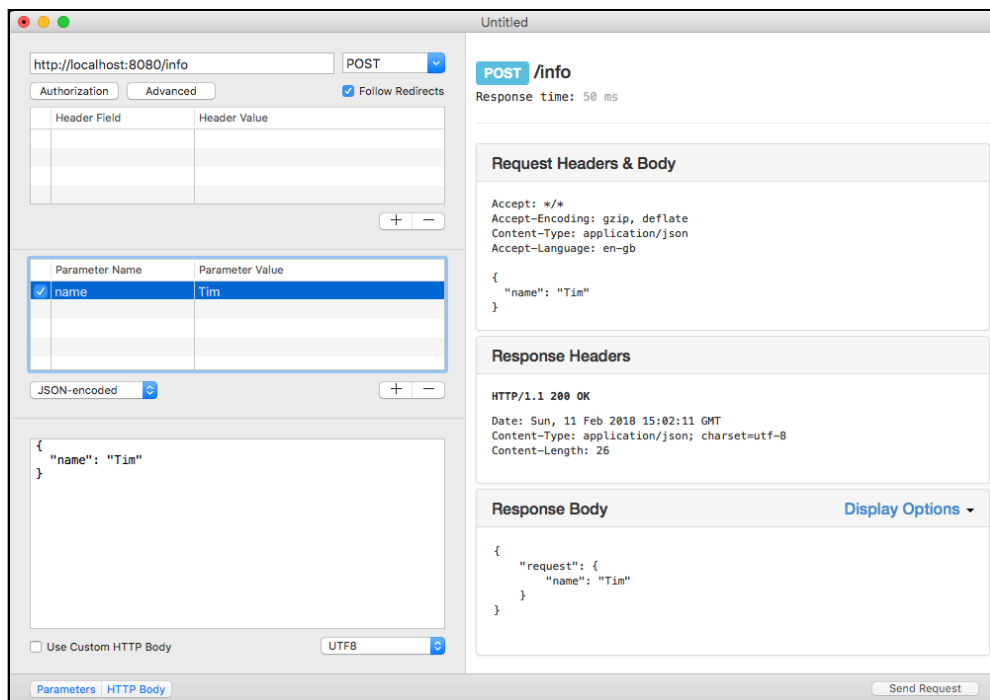 Untitled
http://localhost:8080/info POST
Authorization Advanced Follow Redirects
Header Field Header Value
+ −
Parameter Name Parameter Value
name Tim
JSON-encoded + −
{
"name": "Tim"
}
Use Custom HTTP Body UTF8
Parameters HTTP Body
POST /info
Response time: 50 ms
Request Headers & Body
Accept: */*
Accept-Encoding: gzip, deflate
Content-Type: application/json
Accept-Language: en-gb
{
"name": "Tim"
}
Response Headers
HTTP/1.1 200 OK
Date: Sun, 11 Feb 2018 15:02:11 GMT
Content-Type: application/json; charset=utf-8
Content-Length: 26
Response Body Display Options
{
"request": {
"name": "Tim"
}
}
Send Request